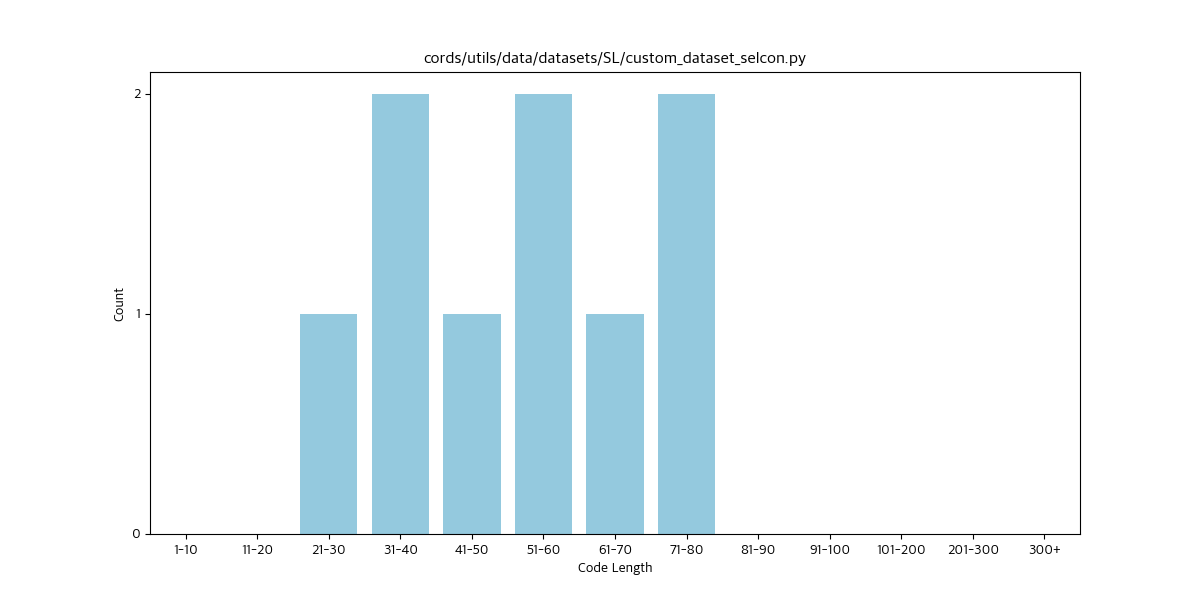 cords/utils/data/datasets/SL/custom_dataset_selcon.py
2
1
0
Count
1-10 11-20 21-30 31-40 41-50 51-60 61-70 71-80 81-90 91-100 101-200 201-300 300+
Code Length